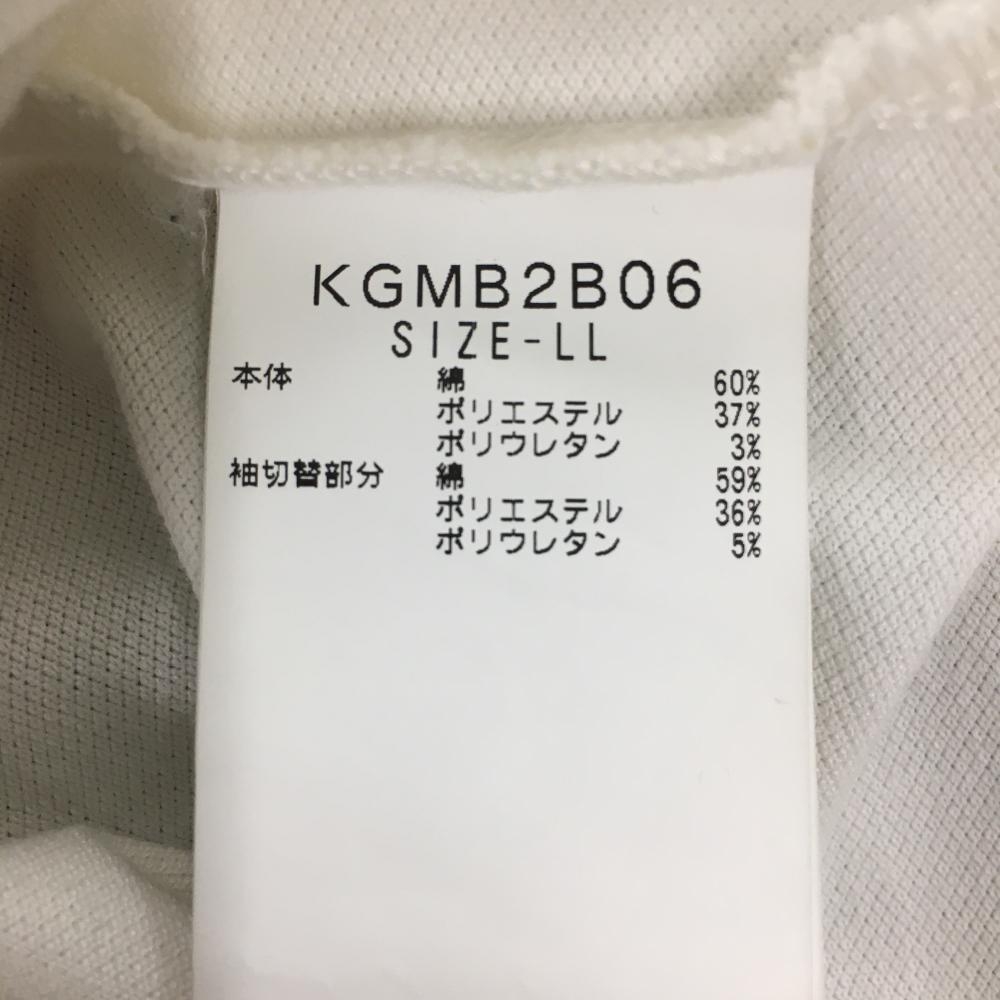 KGMB2B06
SIZE-LL
本体 綿 60%
ポリエステル 37%
ポリウレタン 3%
袖切替部分 綿 59%
ポリエステル 36%
ポリウレタン 5%